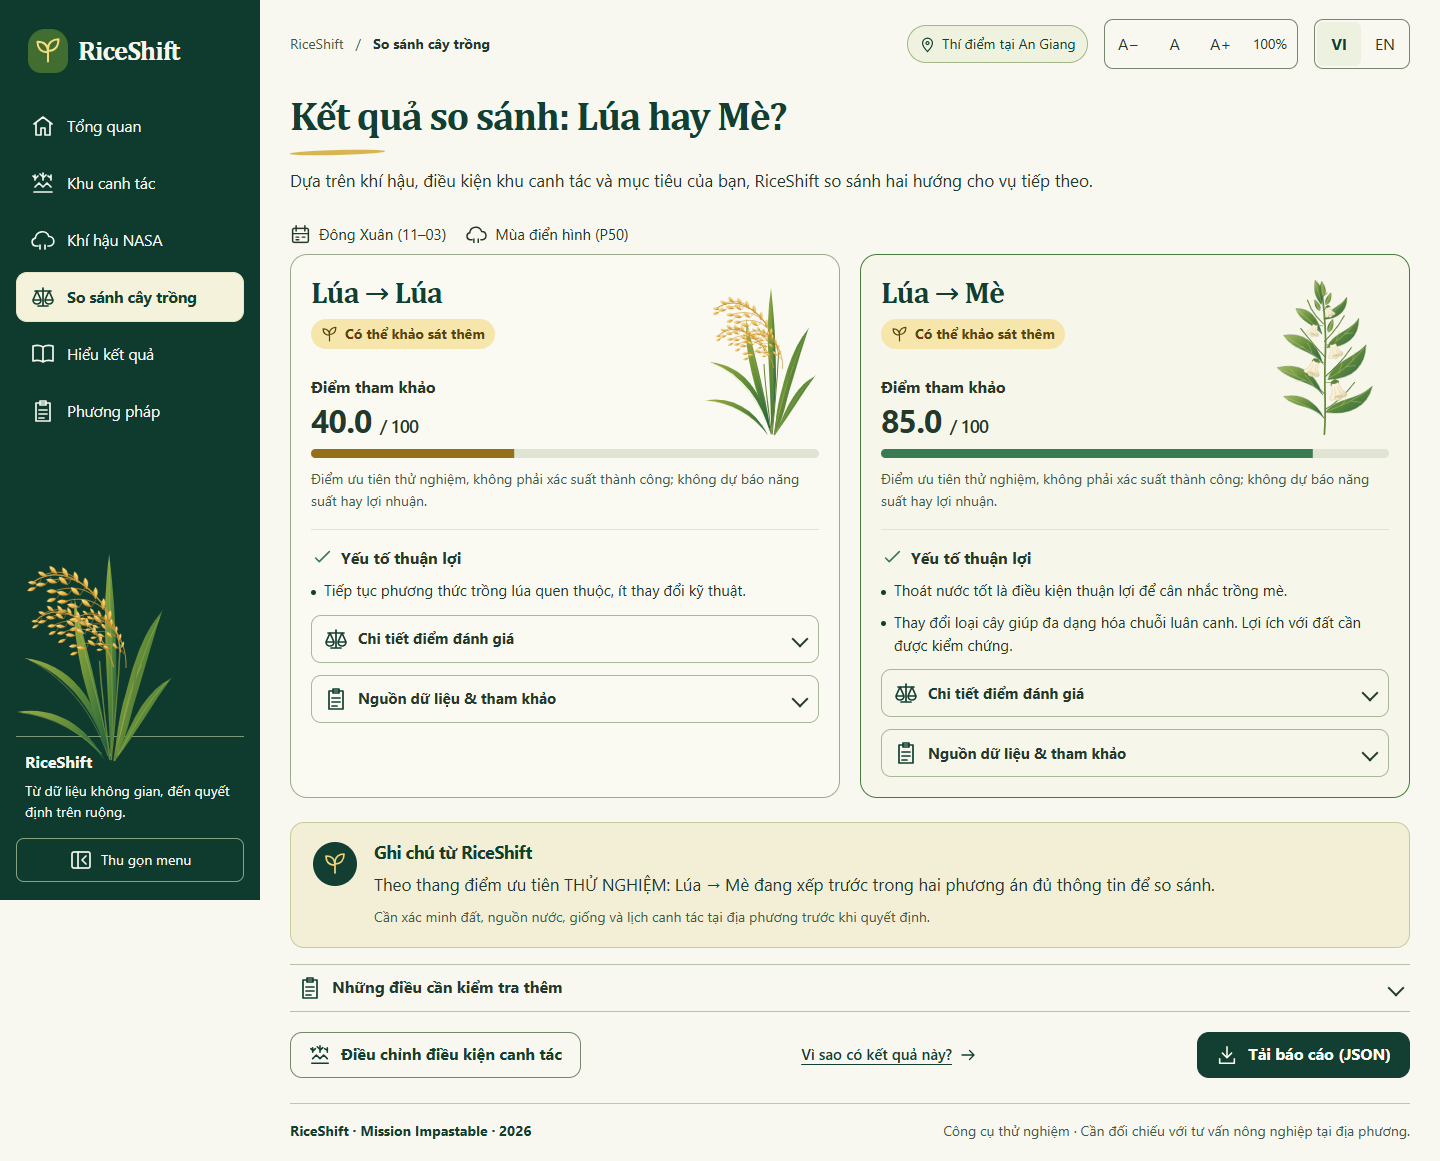 RiceShift
Tổng quan
Khu canh tác
Khí hậu NASA
So sánh cây trồng
Hiểu kết quả
Phương pháp
RiceShift
Từ dữ liệu không gian, đến quyết
định trên ruộng.
Thu gọn menu
RiceShift / So sánh cây trồng
Thí điểm tại An Giang
A− A A+ 100%
VI EN
Kết quả so sánh: Lúa hay Mè?
Dựa trên khí hậu, điều kiện khu canh tác và mục tiêu của bạn, RiceShift so sánh hai hướng cho vụ tiếp theo.
Đông Xuân (11–03) Mùa điển hình (P50)
Lúa → Lúa
Có thể khảo sát thêm
Điểm tham khảo
40.0 / 100
Điểm ưu tiên thử nghiệm, không phải xác suất thành công; không dự báo năng
suất hay lợi nhuận.
Yếu tố thuận lợi
• Tiếp tục phương thức trồng lúa quen thuộc, ít thay đổi kỹ thuật.
Chi tiết điểm đánh giá
Nguồn dữ liệu & tham khảo
Lúa → Mè
Có thể khảo sát thêm
Điểm tham khảo
85.0 / 100
Điểm ưu tiên thử nghiệm, không phải xác suất thành công; không dự báo năng
suất hay lợi nhuận.
Yếu tố thuận lợi
• Thoát nước tốt là điều kiện thuận lợi để cân nhắc trồng mè.
• Thay đổi loại cây giúp đa dạng hóa chuỗi luân canh. Lợi ích với đất cần
được kiểm chứng.
Chi tiết điểm đánh giá
Nguồn dữ liệu & tham khảo
Ghi chú từ RiceShift
Theo thang điểm ưu tiên THỬ NGHIỆM: Lúa → Mè đang xếp trước trong hai phương án đủ thông tin để so sánh.
Cần xác minh đất, nguồn nước, giống và lịch canh tác tại địa phương trước khi quyết định.
Những điều cần kiểm tra thêm
Điều chỉnh điều kiện canh tác
Vì sao có kết quả này? →
Tải báo cáo (JSON)
RiceShift · Mission Impastable · 2026
Công cụ thử nghiệm · Cần đối chiếu với tư vấn nông nghiệp tại địa phương.